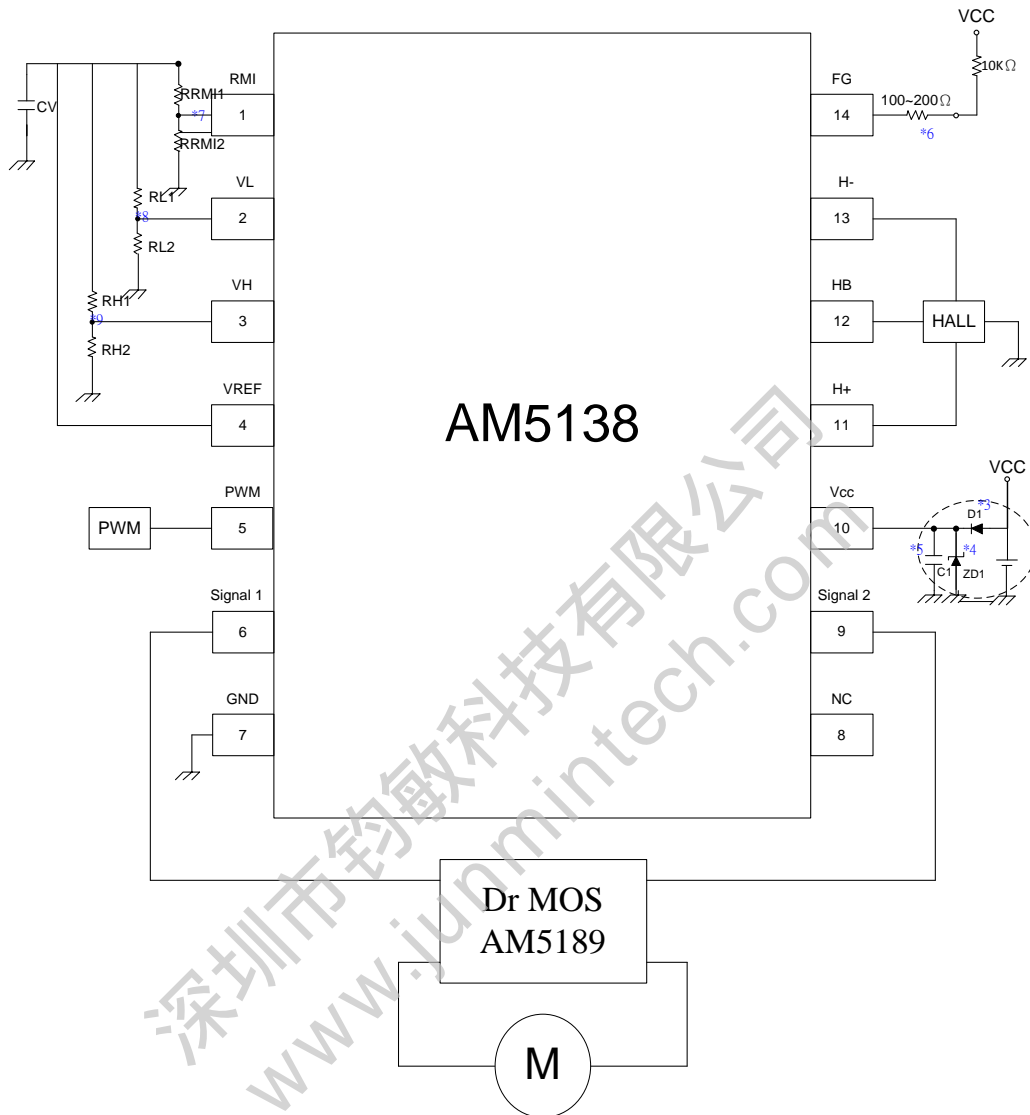 VCC
10KΩ
RMI
1
FG
14
100~200Ω
*6
CV
RRMI1
*7
RRMI2
VL
2
H-
13
RL1
*8
RL2
VH
3
HB
12
HALL
RH1
*9
RH2
VREF
4
H+
11
AM5138
PWM
PWM
5
Vcc
10
VCC
*3
D1
*5
*4
C1
ZD1
Signal 1
6
Signal 2
9
GND
7
NC
8
Dr MOS
AM5189
M
深圳市钧敏科技有限公司
www.junmintech.com